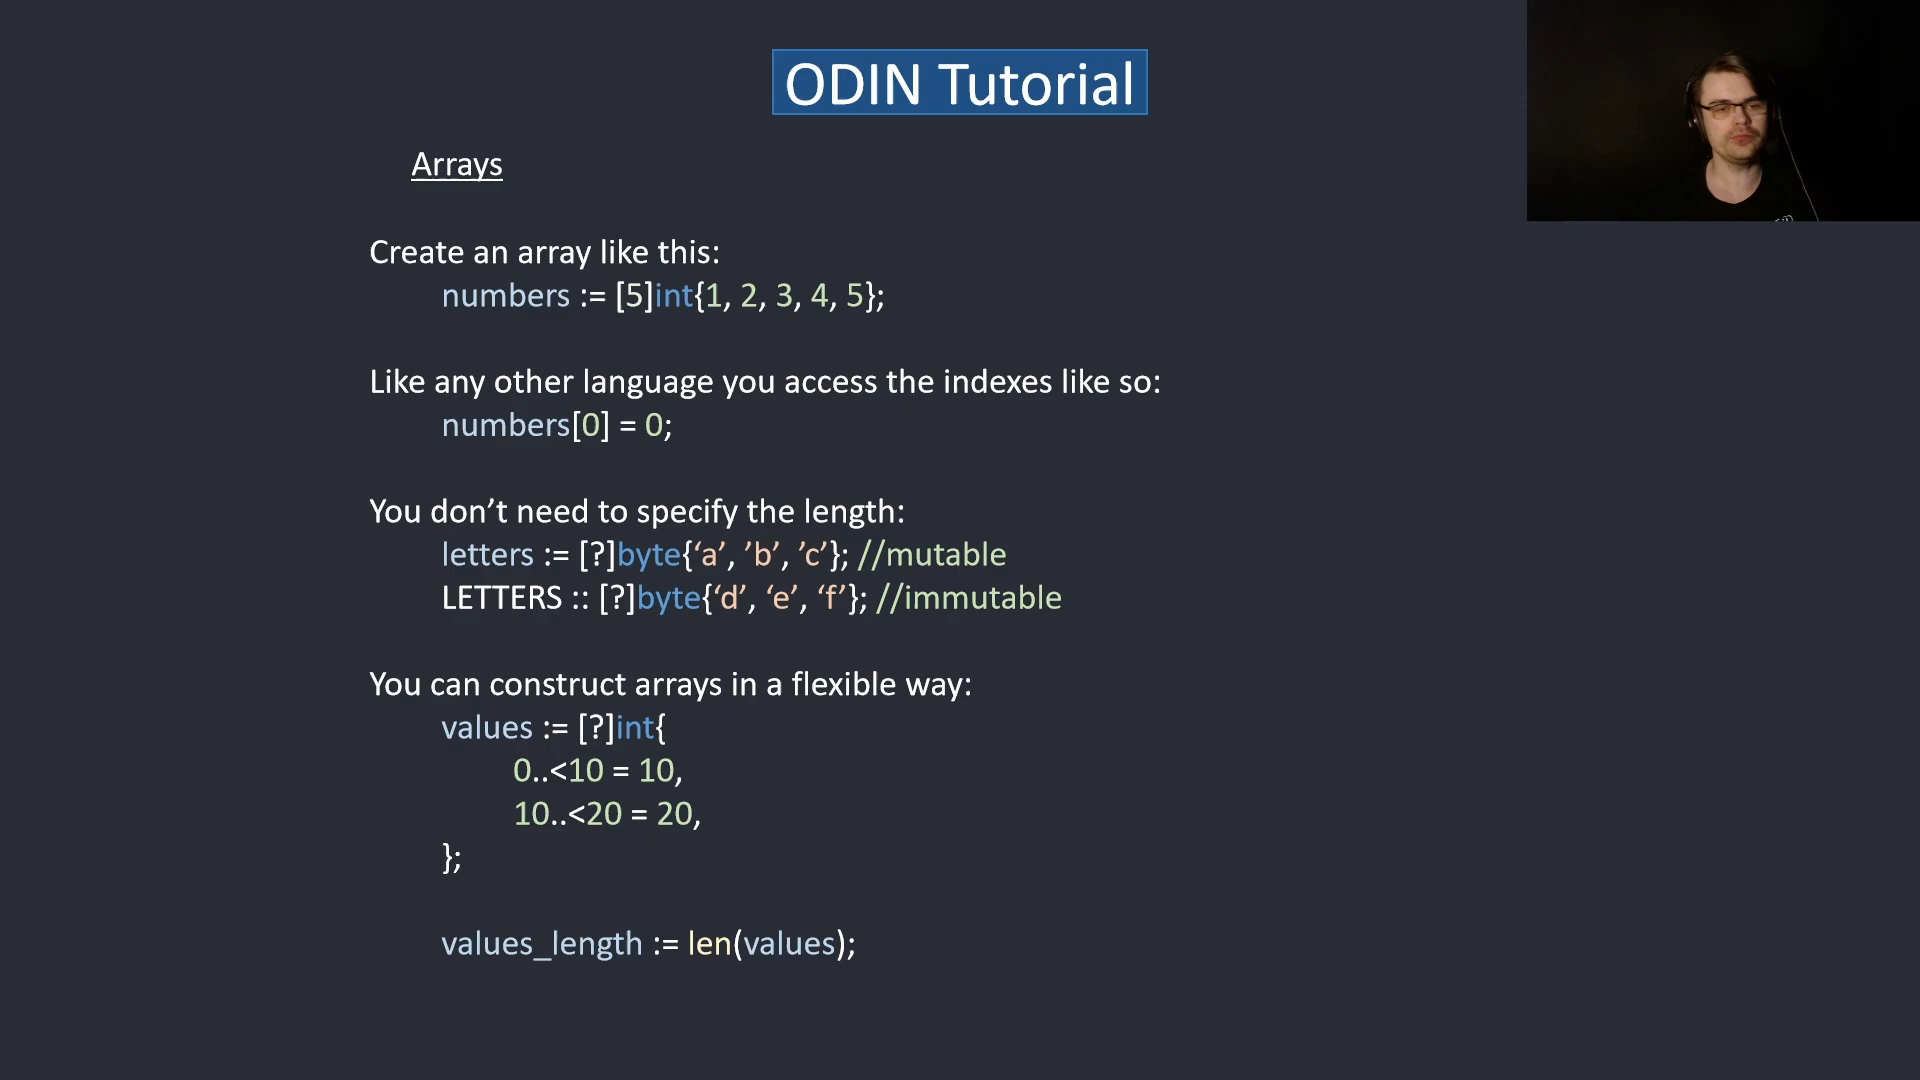 ODIN Tutorial
Arrays
Create an array like this:
numbers := [5]int{1, 2, 3, 4, 5};
Like any other language you access the indexes like so:
numbers[0] = 0;
You don’t need to specify the length:
letters := [?]byte{‘a’, ’b’, ’c’}; //mutable
LETTERS :: [?]byte{‘d’, ‘e’, ‘f’}; //immutable
You can construct arrays in a flexible way:
values := [?]int{
0..<10 = 10,
10..<20 = 20,
};
values_length := len(values);